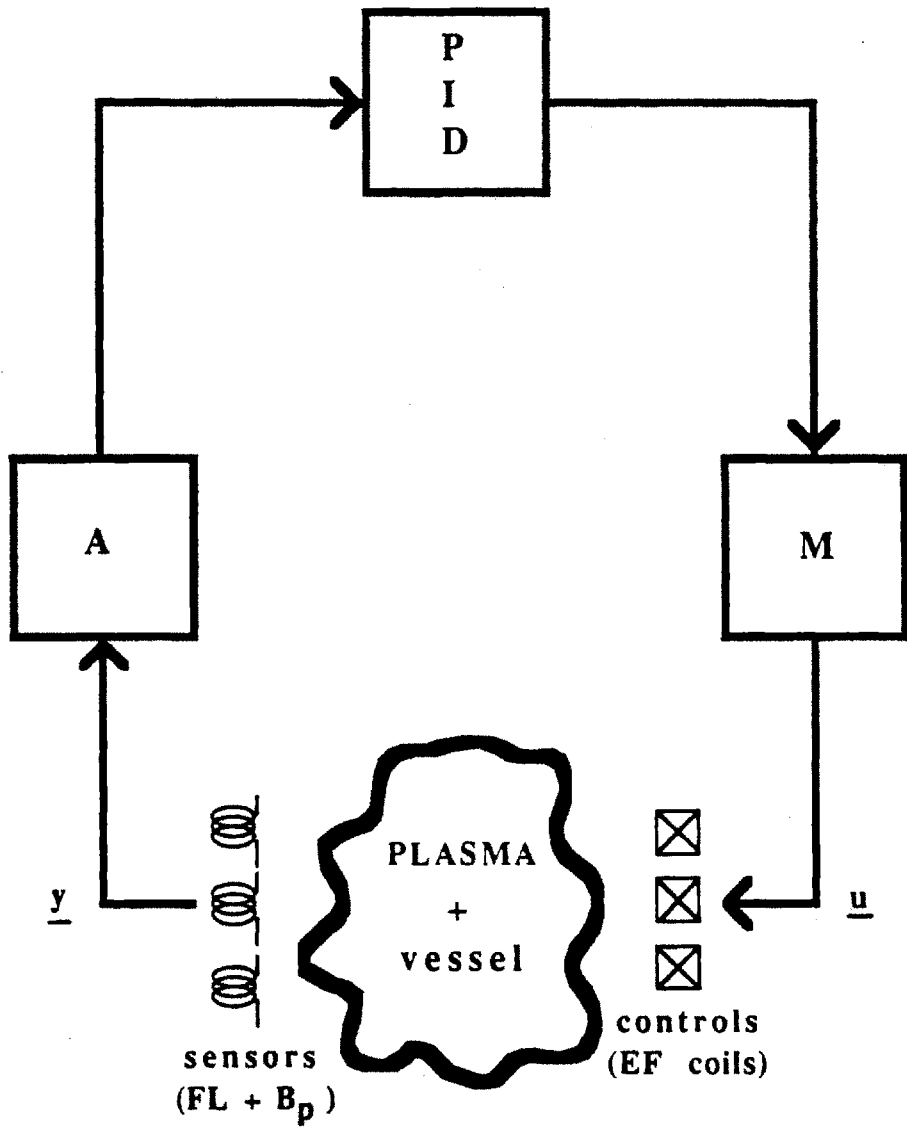 P
I
D
A
M
PLASMA
+
vessel
y
u
controls
(EF coils)
sensors
(FL + Bp)